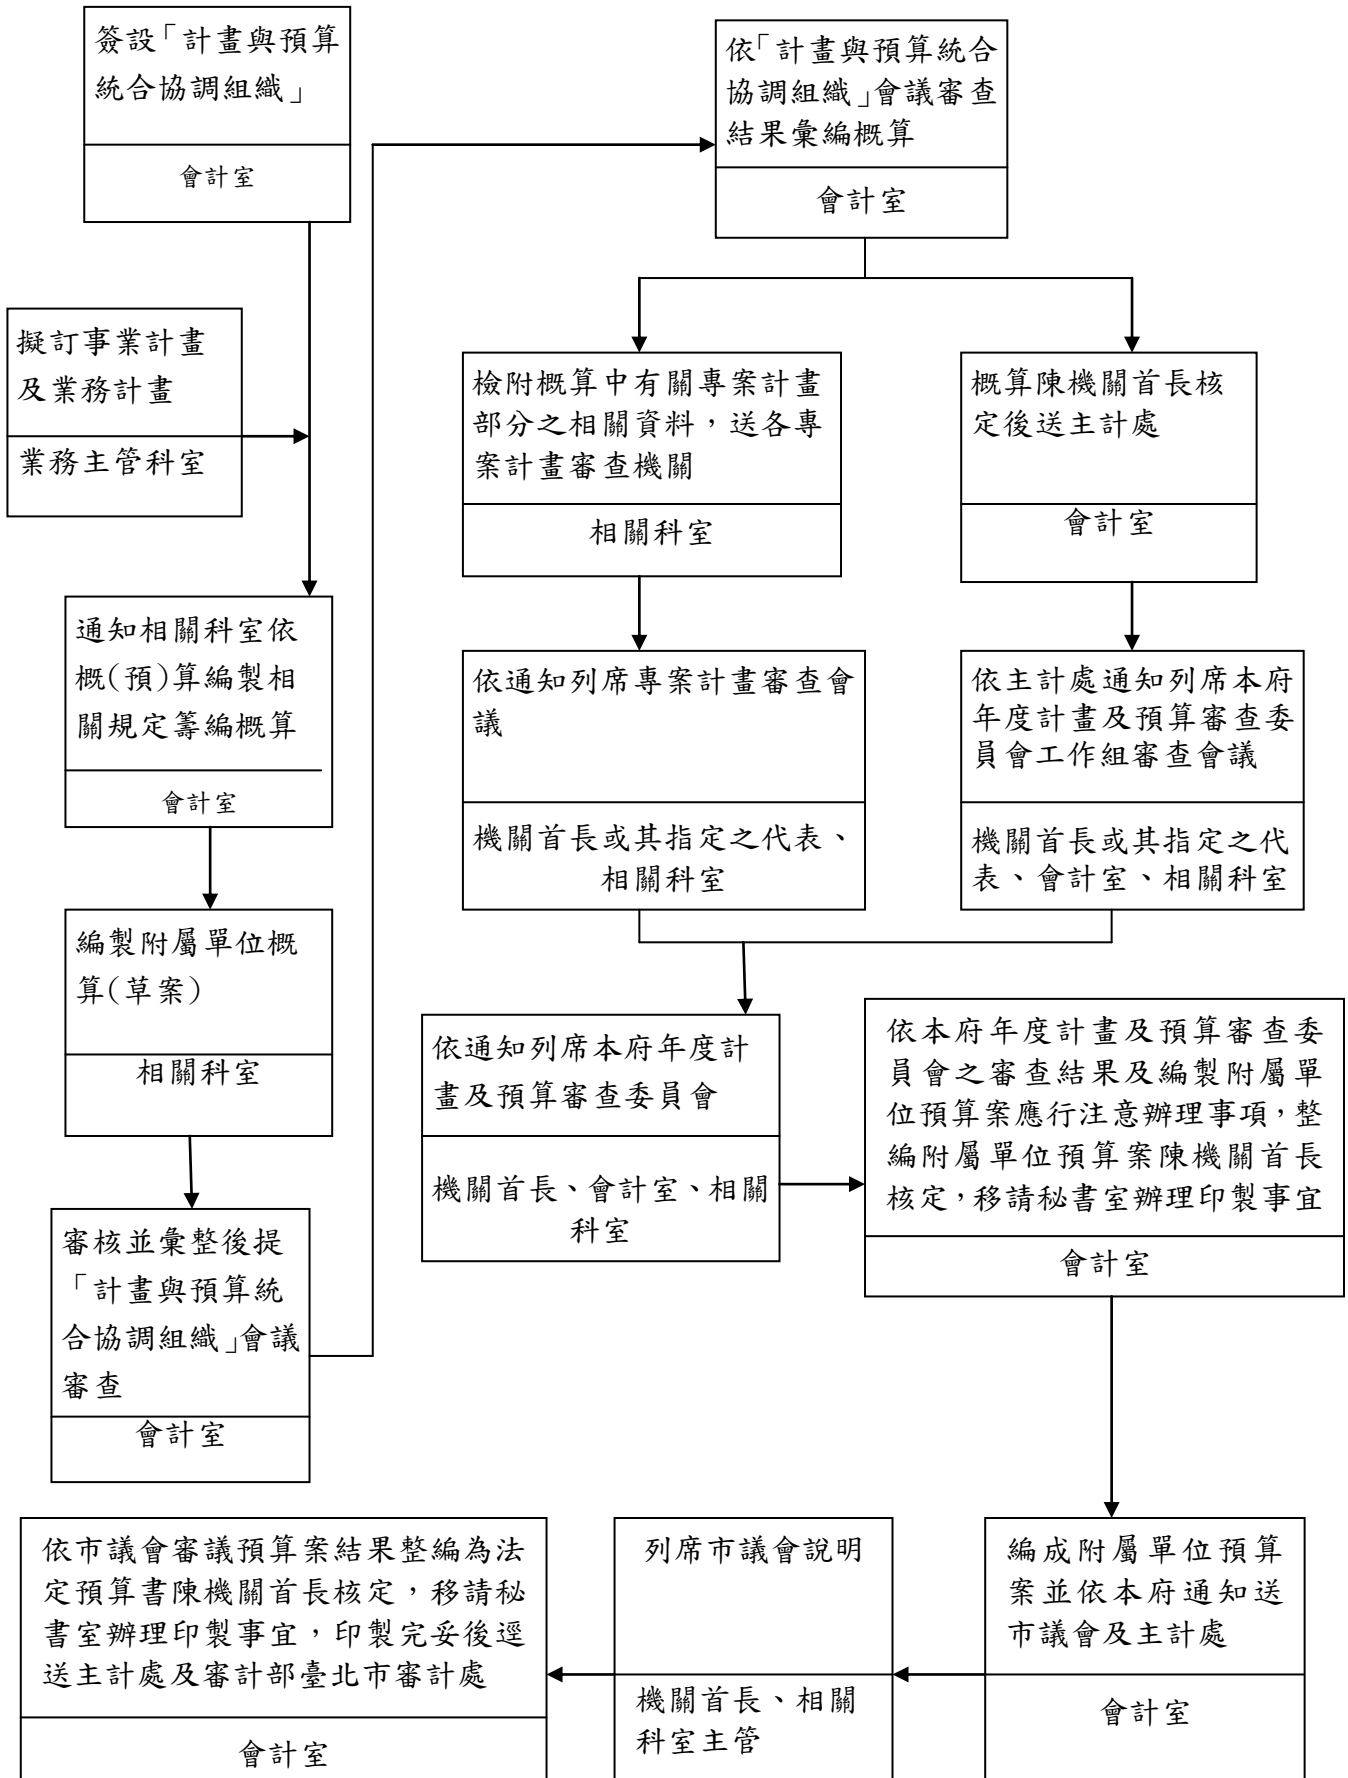 簽設「計畫與預算
統合協調組織」
會計室
擬訂事業計畫
及業務計畫
業務主管科室
通知相關科室依
概(預)算編製相
關規定籌編概算
會計室
編製附屬單位概
算(草案)
相關科室
審核並彙整後提
「計畫與預算統
合協調組織」會議
審查
會計室
依「計畫與預算統合
協調組織」會議審查
結果彙編概算
會計室
檢附概算中有關專案計畫
部分之相關資料，送各專
案計畫審查機關
相關科室
概算陳機關首長核
定後送主計處
會計室
依通知列席專案計畫審查會
議
機關首長或其指定之代表、
相關科室
依主計處通知列席本府
年度計畫及預算審查委
員會工作組審查會議
機關首長或其指定之代
表、會計室、相關科室
依通知列席本府年度計
畫及預算審查委員會
機關首長、會計室、相關
科室
依本府年度計畫及預算審查委
員會之審查結果及編製附屬單
位預算案應行注意辦理事項，整
編附屬單位預算案陳機關首長
核定，移請秘書室辦理印製事宜
會計室
編成附屬單位預算
案並依本府通知送
市議會及主計處
會計室
列席市議會說明
機關首長、相關
科室主管
依市議會審議預算案結果整編為法
定預算書陳機關首長核定，移請秘
書室辦理印製事宜，印製完妥後逕
送主計處及審計部臺北市審計處
會計室